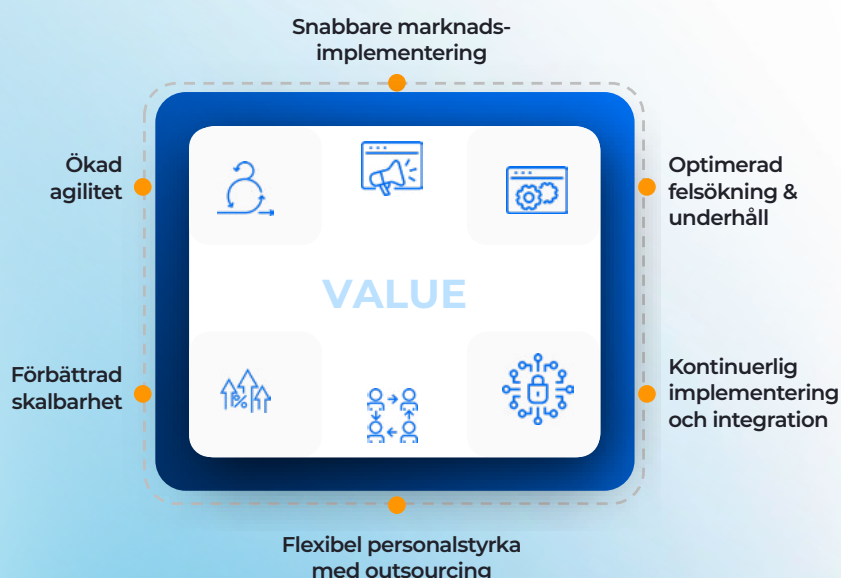 Snabbare marknads-
implementering
Ökad
agilitet
Optimerad
felsökning &
underhåll
VALUE
Förbättrad
skalbarhet
Kontinuerlig
implementering
och integration
Flexibel personalstyrka
med outsourcing